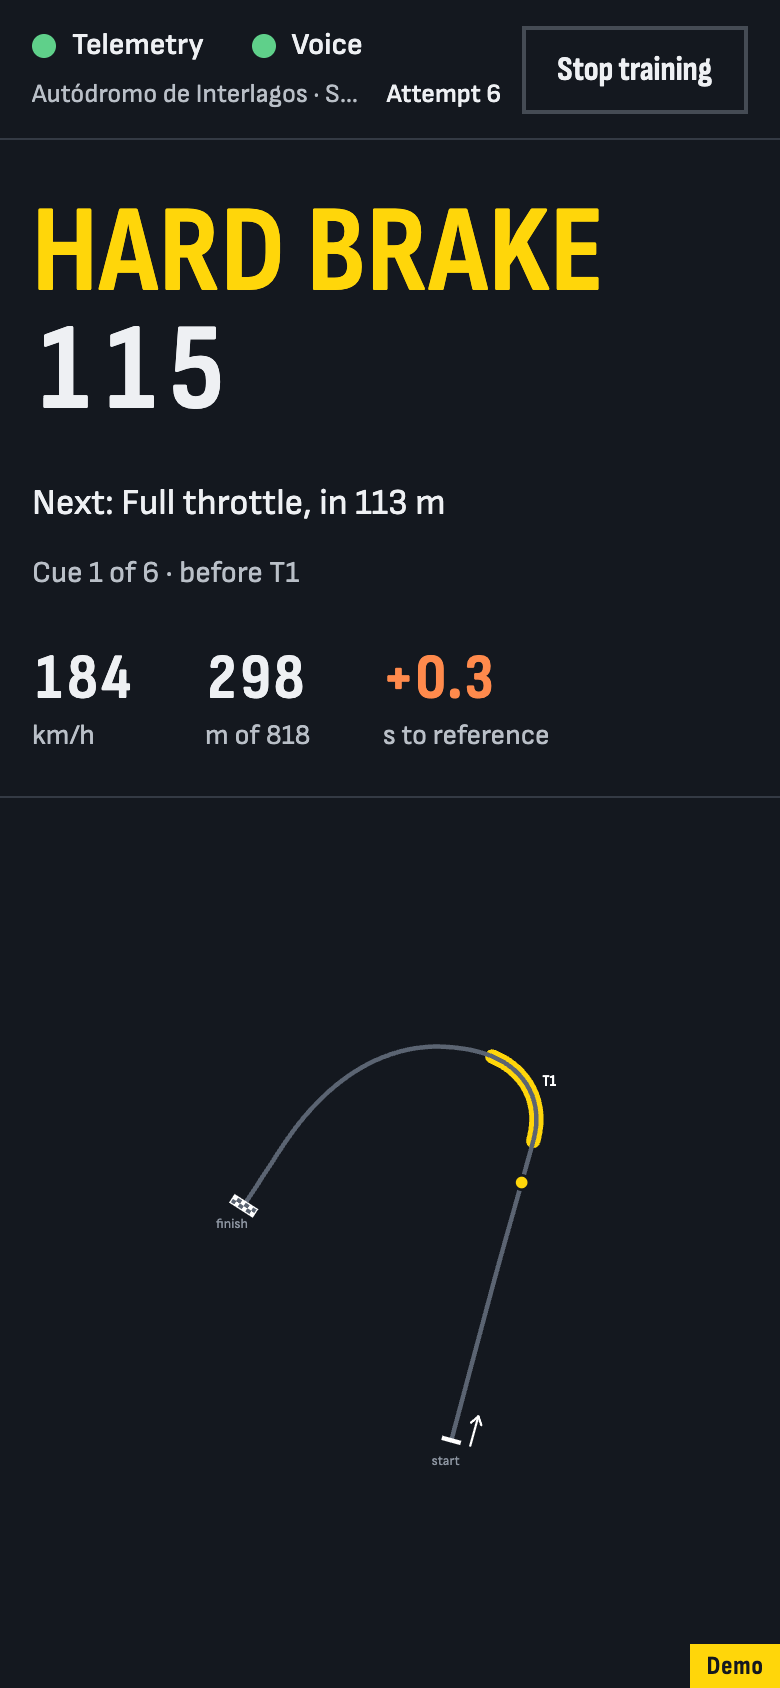 Telemetry Voice
Autódromo de Interlagos · S... Attempt 6
Stop training
HARD BRAKE
115
Next: Full throttle, in 113 m
Cue 1 of 6 · before T1
184 298 +0.3
km/h m of 818 s to reference
T1
finish
start
Demo